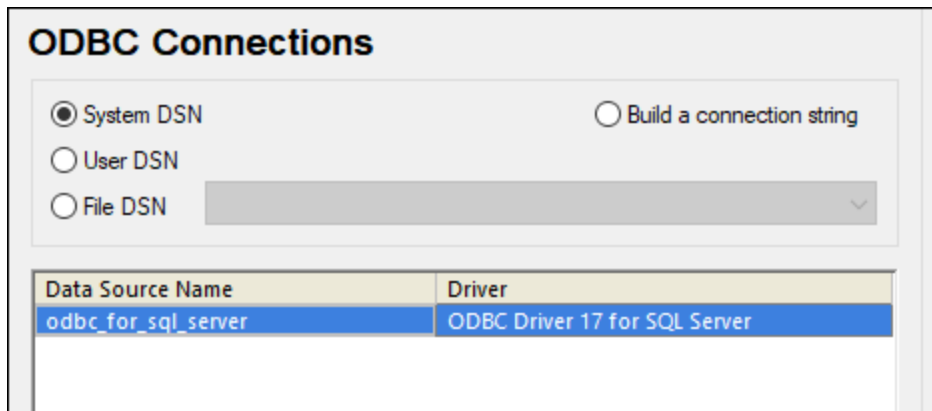 ODBC Connections
System DSN
Build a connection string
User DSN
File DSN
Data Source Name Driver
odbc_for_sql_server ODBC Driver 17 for SQL Server